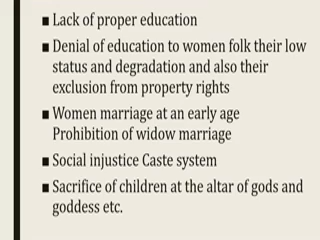 Lack of proper education
Denial of education to women folk their low
status and degradation and also their
exclusion from property rights
Women marriage at an early age
Prohibition of widow marriage
Social injustice Caste system
Sacrifice of children at the altar of gods and
goddess etc.